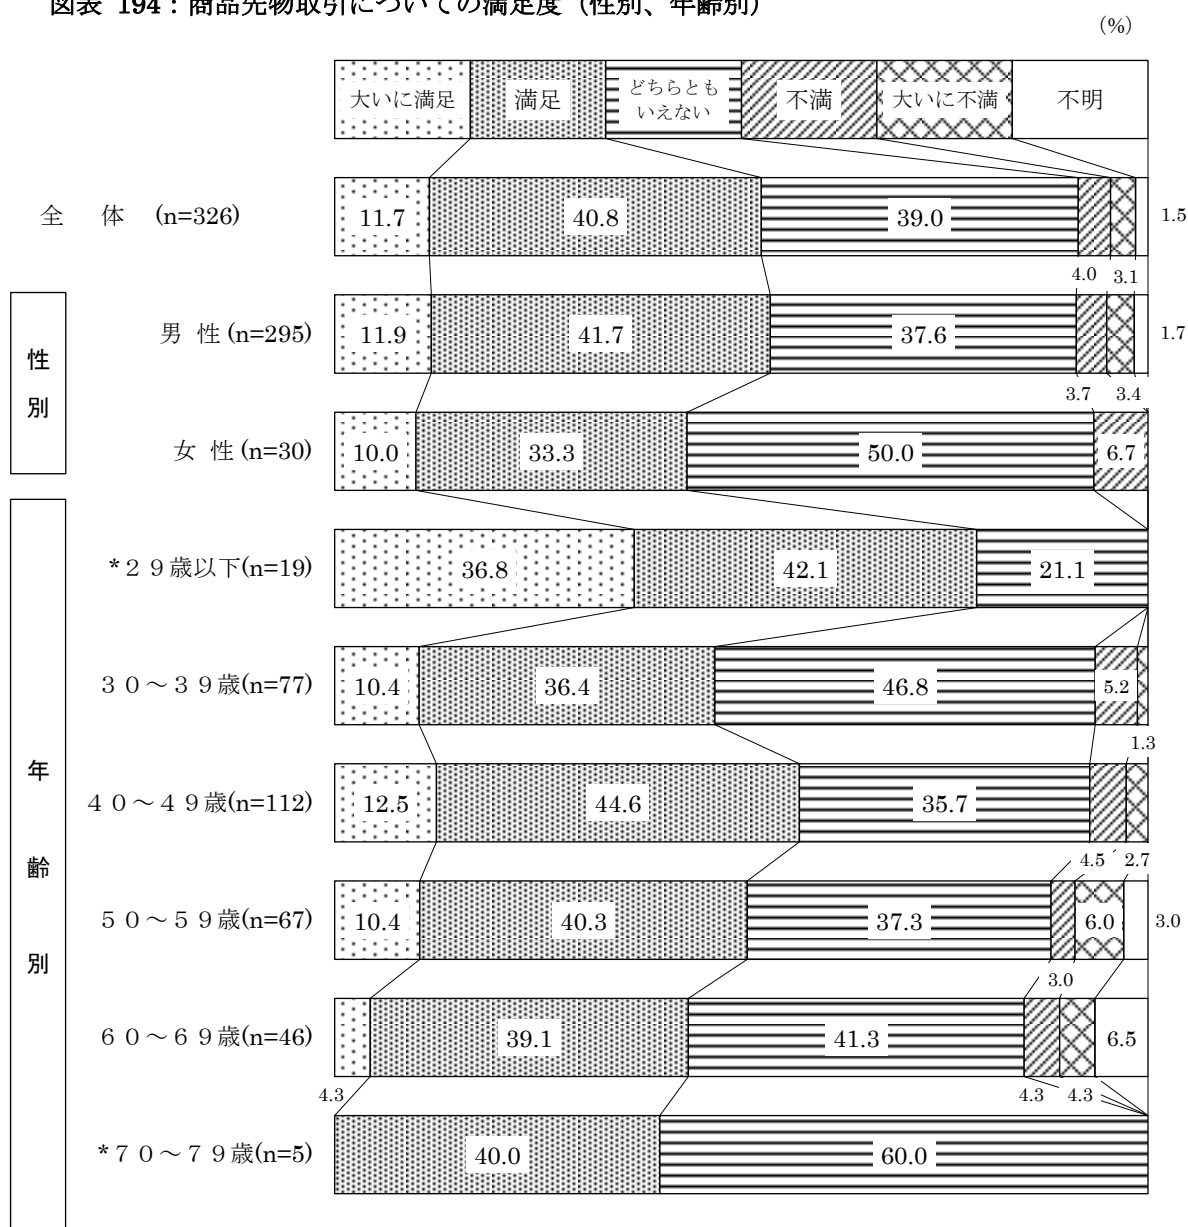 図表 194：商品先物取引についての満足度（性別、年齢別）
(%)
大いに満足 満足 どちらとも 不満 大いに不満 不明
いえない
全 体 (n=326) 11.7 40.8 39.0 1.5
4.0 3.1
男 性 (n=295) 11.9 41.7 37.6 1.7
3.7 3.4
女 性 (n=30) 10.0 33.3 50.0 6.7
性別
*２９歳以下(n=19) 36.8 42.1 21.1
３０～３９歳(n=77) 10.4 36.4 46.8 5.2
1.3
４０～４９歳(n=112) 12.5 44.6 35.7
4.5 2.7
５０～５９歳(n=67) 10.4 40.3 37.3 6.0 3.0
3.0
６０～６９歳(n=46) 39.1 41.3 6.5
4.3 4.3 4.3
*７０～７９歳(n=5) 40.0 60.0
年齢別